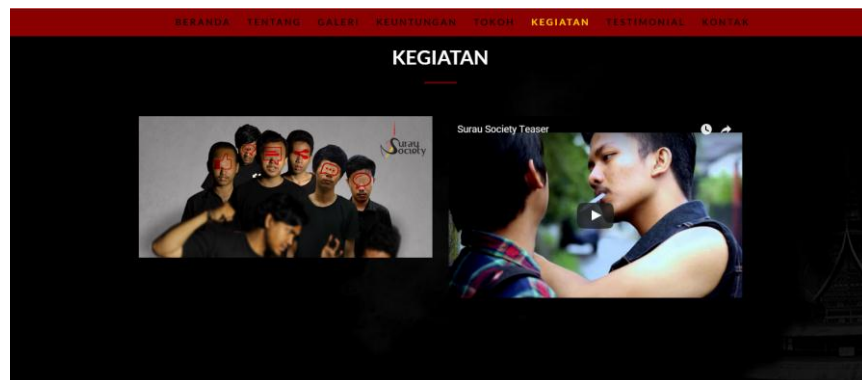 BERANDA TENTANG GALERI KEUNTUNGAN TOKOH KEGIATAN TESTIMONIAL KONTAK
KEGIATAN
Surau
Society
Surau Society Teaser